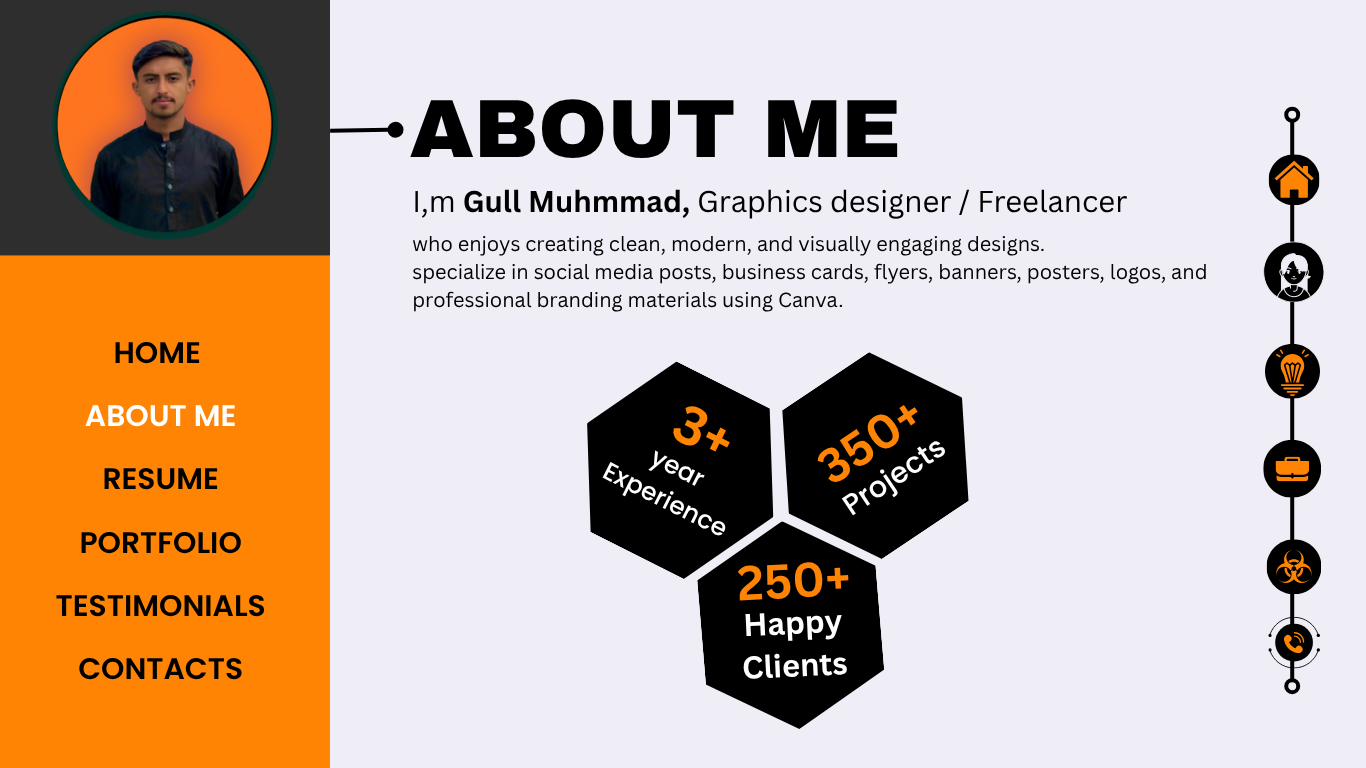 HOME
ABOUT ME
RESUME
PORTFOLIO
TESTIMONIALS
CONTACTS
ABOUT ME
I,m Gull Muhmmad, Graphics designer / Freelancer
who enjoys creating clean, modern, and visually engaging designs.
specialize in social media posts, business cards, flyers, banners, posters, logos, and
professional branding materials using Canva.
3+
year
Experience
350+
Projects
250+
Happy
Clients